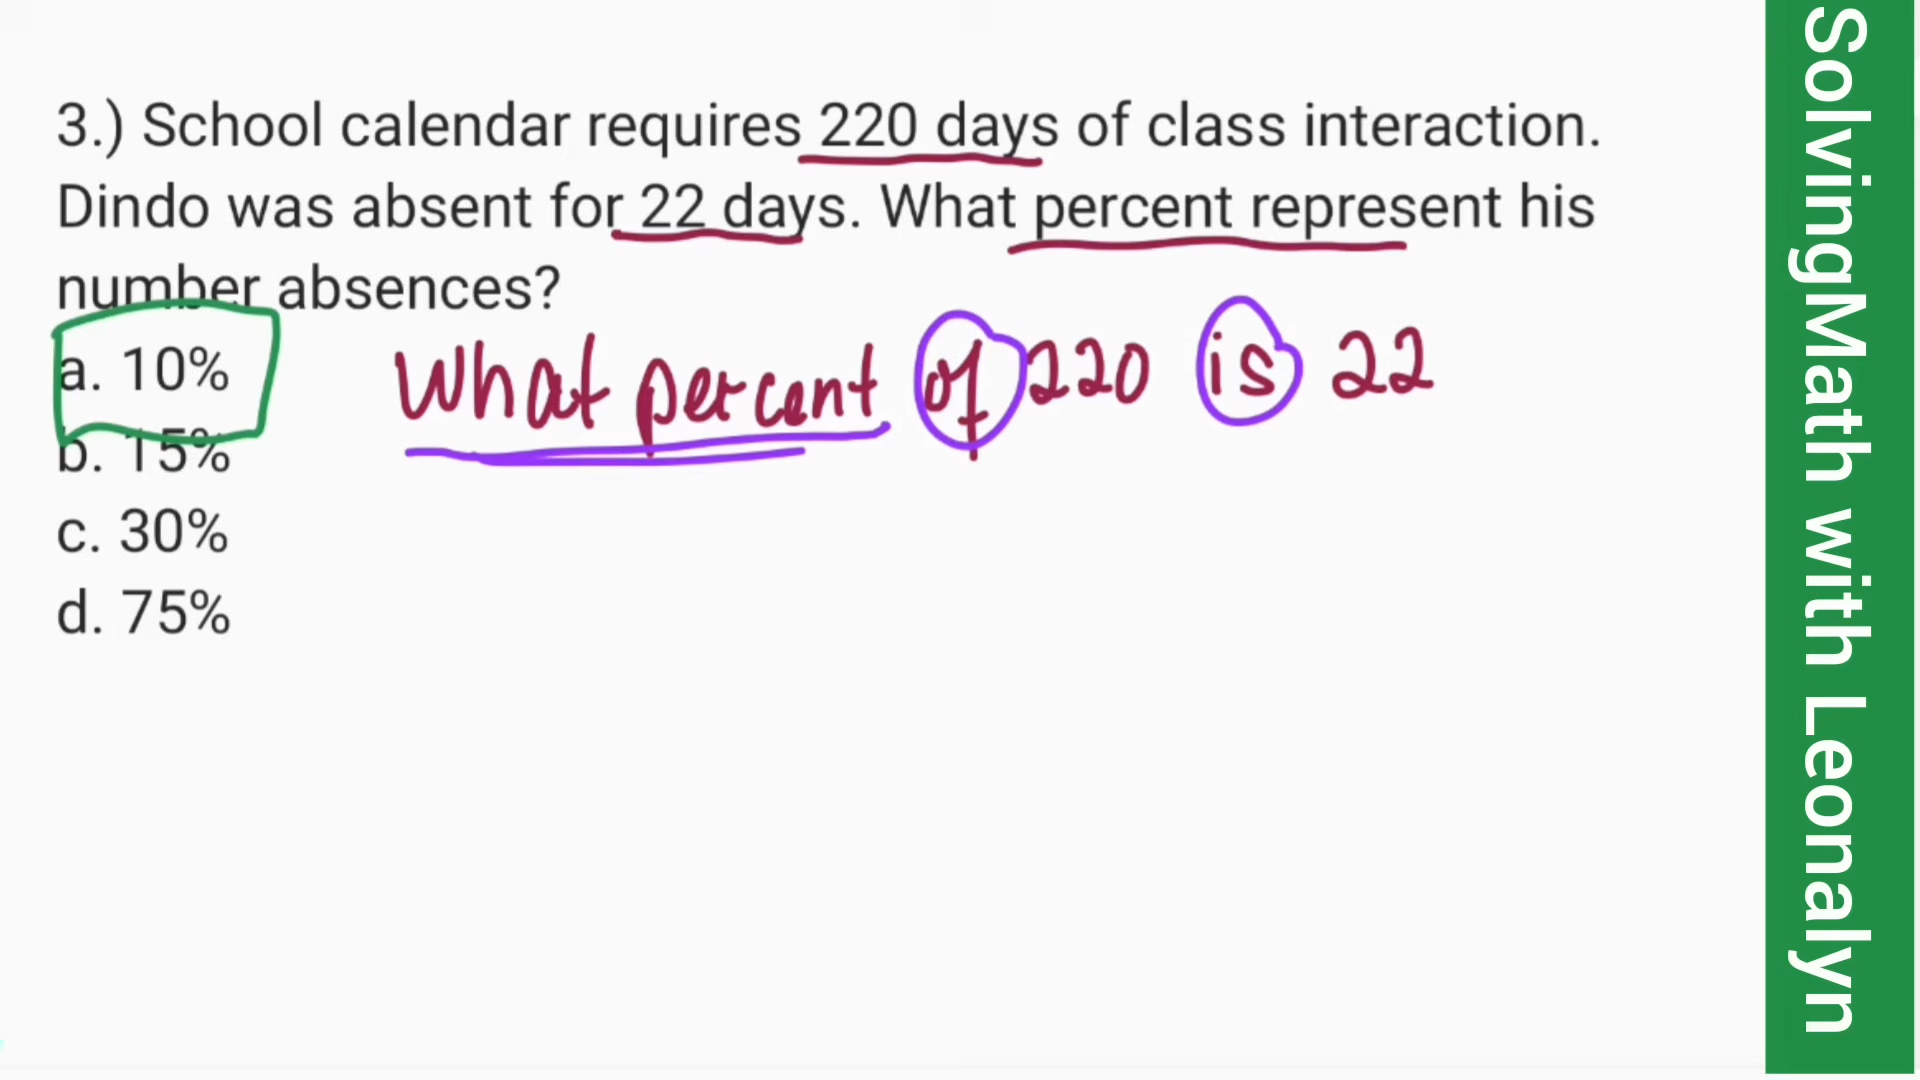 3.) School calendar requires 220 days of class interaction.
Dindo was absent for 22 days. What percent represent his
number absences?
a. 10%
What percent of 220 is 22
b. 15%
c. 30%
d. 75%
SolvingMath with Leonalyn